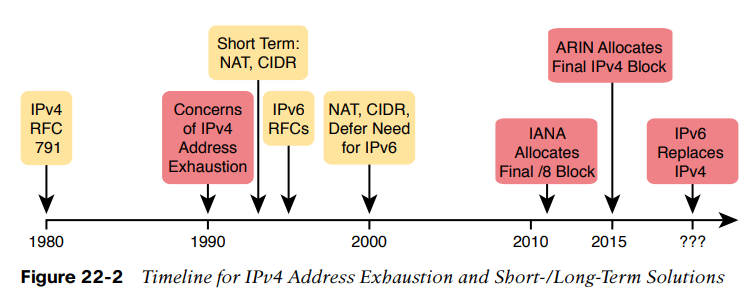 Short Term:
NAT, CIDR
ARIN Allocates
Final IPv4 Block
IPv4
RFC
791
Concerns
of IPv4
Address
Exhaustion
IPv6
RFCs
NAT, CIDR,
Defer Need
for IPv6
IANA
Allocates
Final /8 Block
IPv6
Replaces
IPv4
1980
1990
2000
2010
2015
???
Figure 22-2 Timeline for IPv4 Address Exhaustion and Short-/Long-Term Solutions